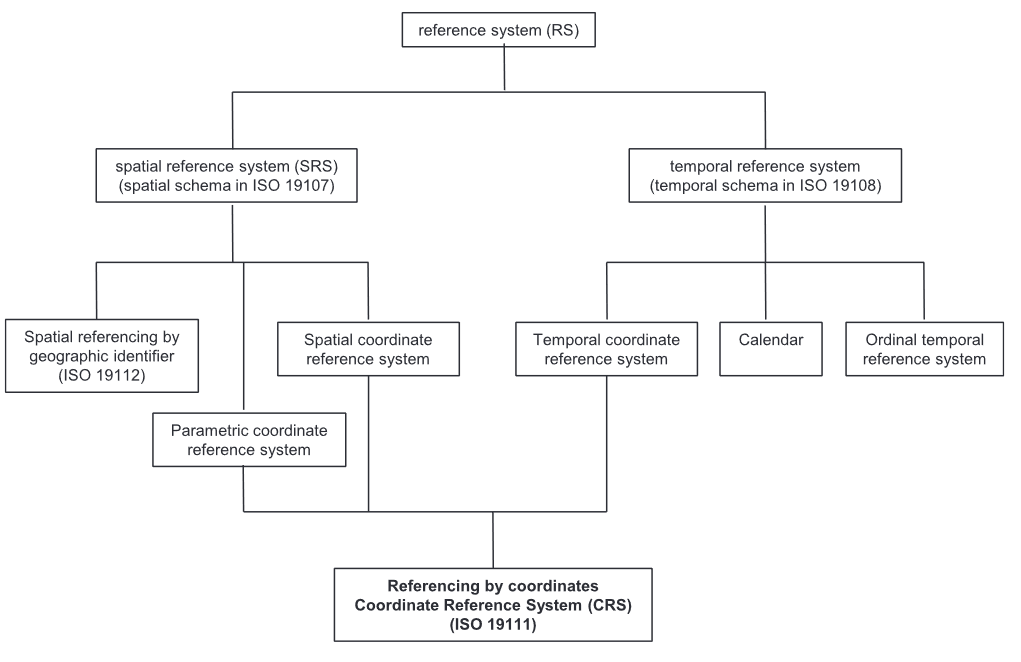 reference system (RS)
spatial reference system (SRS)
(spatial schema in ISO 19107)
temporal reference system
(temporal schema in ISO 19108)
Spatial referencing by
geographic identifier
(ISO 19112)
Spatial coordinate
reference system
Temporal coordinate
reference system
Calendar
Ordinal temporal
reference system
Parametric coordinate
reference system
Referencing by coordinates
Coordinate Reference System (CRS)
(ISO 19111)